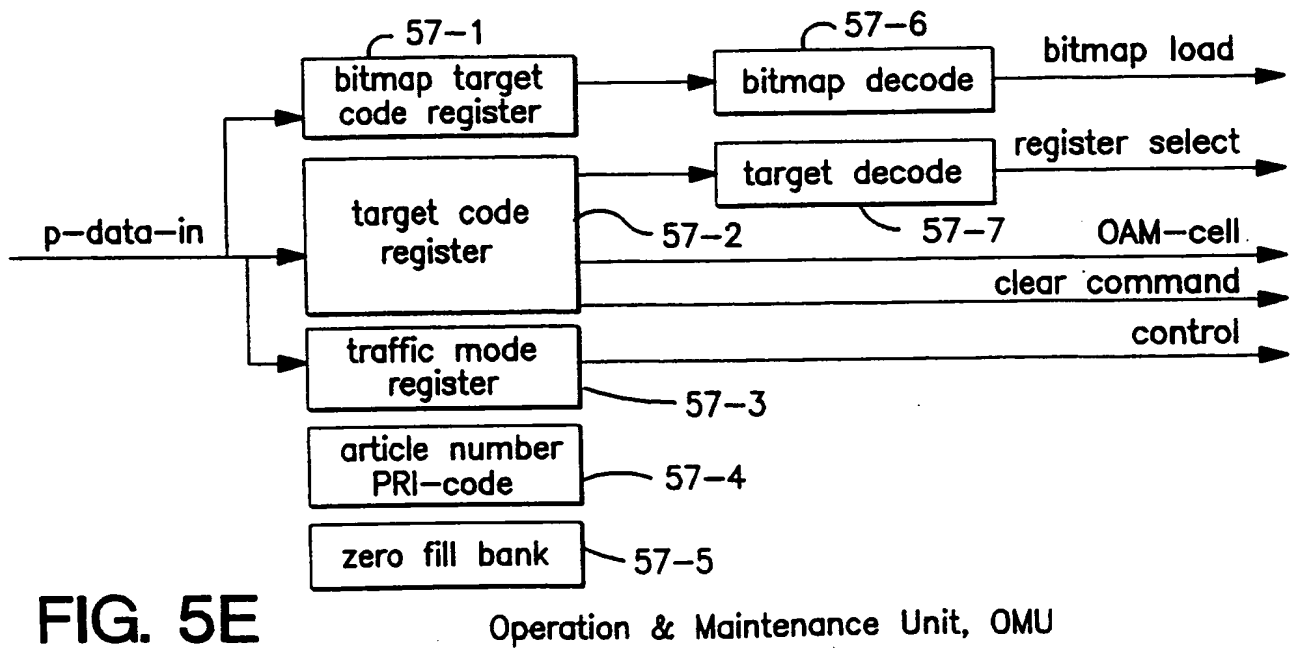 57-1
57-6
bitmap target
code register
bitmap decode
bitmap load
target code
register
target decode
register select
p-data-in
57-2
57-7
OAM-cell
clear command
traffic mode
register
control
57-3
article number
PRI-code
57-4
zero fill bank
57-5
FIG. 5E
Operation & Maintenance Unit, OMU